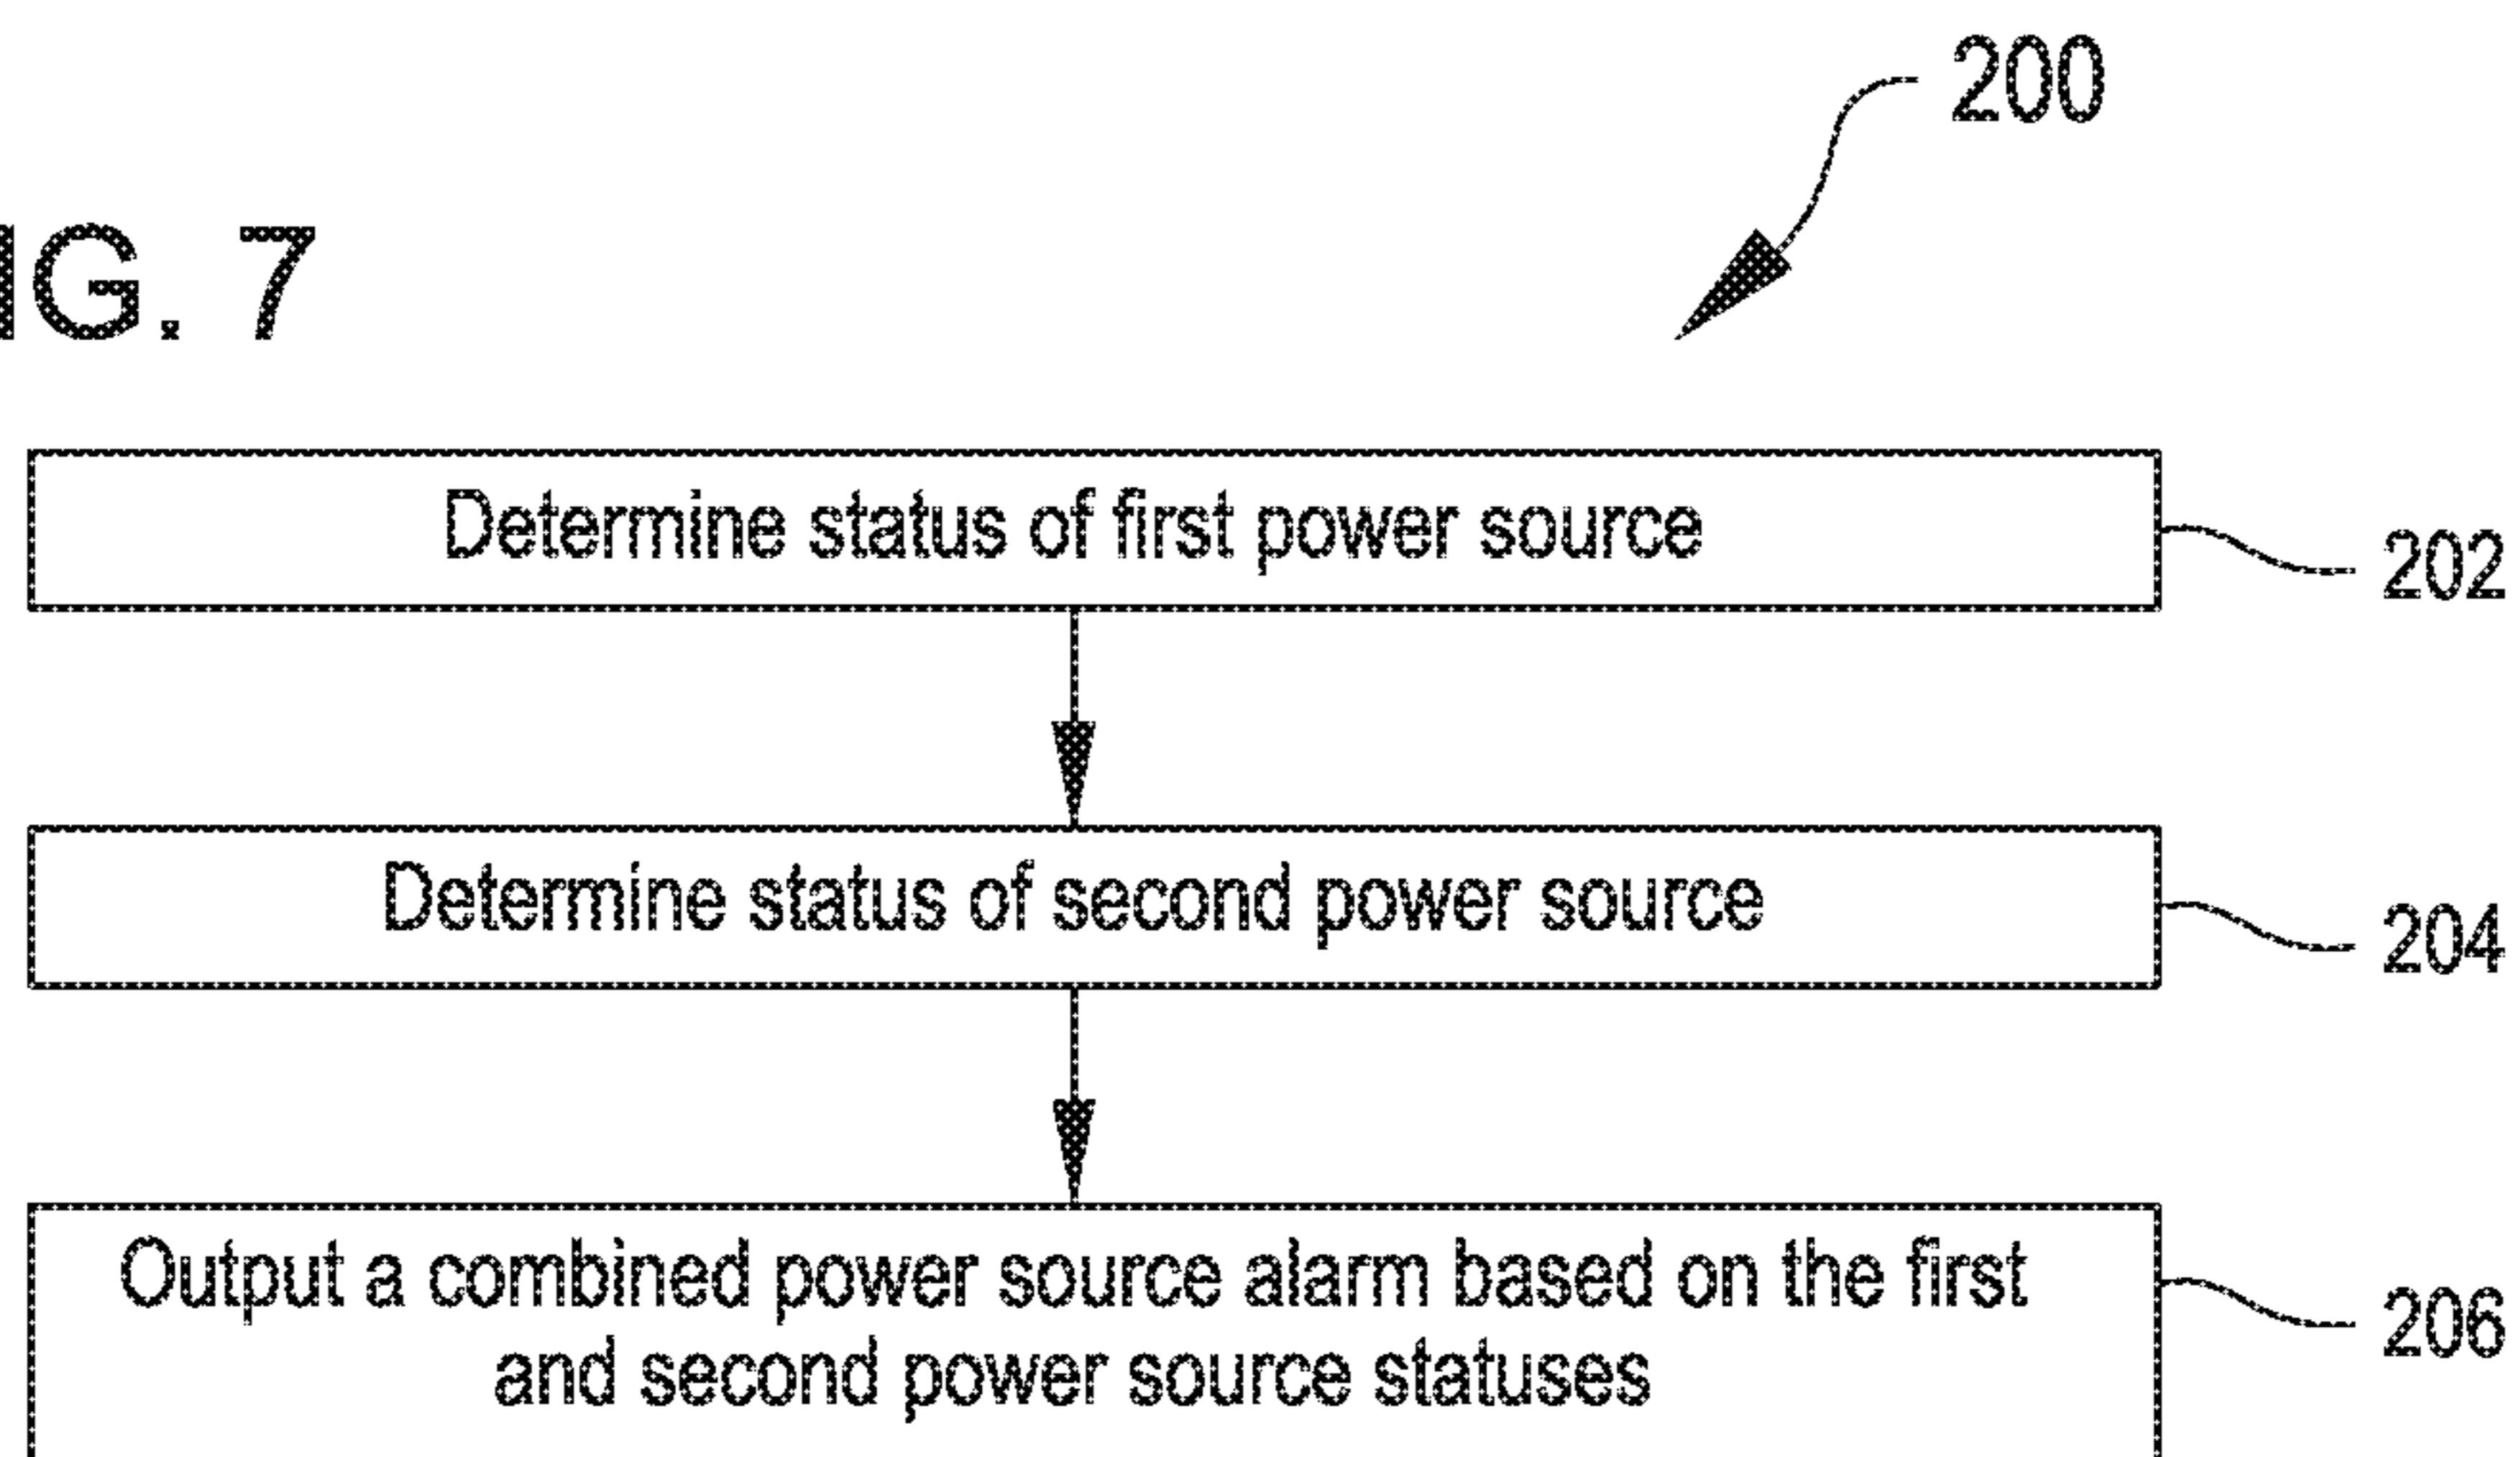 200
IG. 7
Determine status of first power source
202
Determine status of second power source
204
Output a combined power source alarm based on the first
and second power source statuses
206